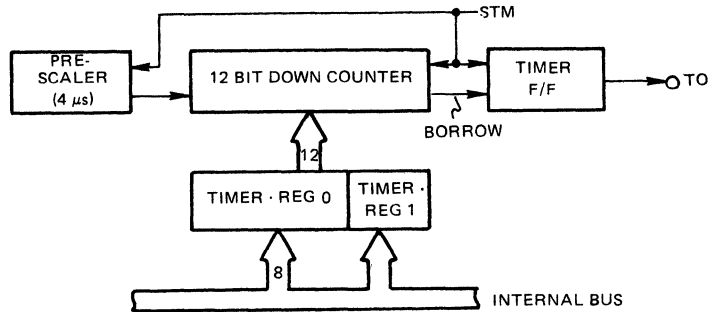 STM
PRE-
SCALER
(4 μs)
12 BIT DOWN COUNTER
TIMER
F/F
TO
BORROW
12
TIMER · REG 0
TIMER ·
REG 1
8
INTERNAL BUS